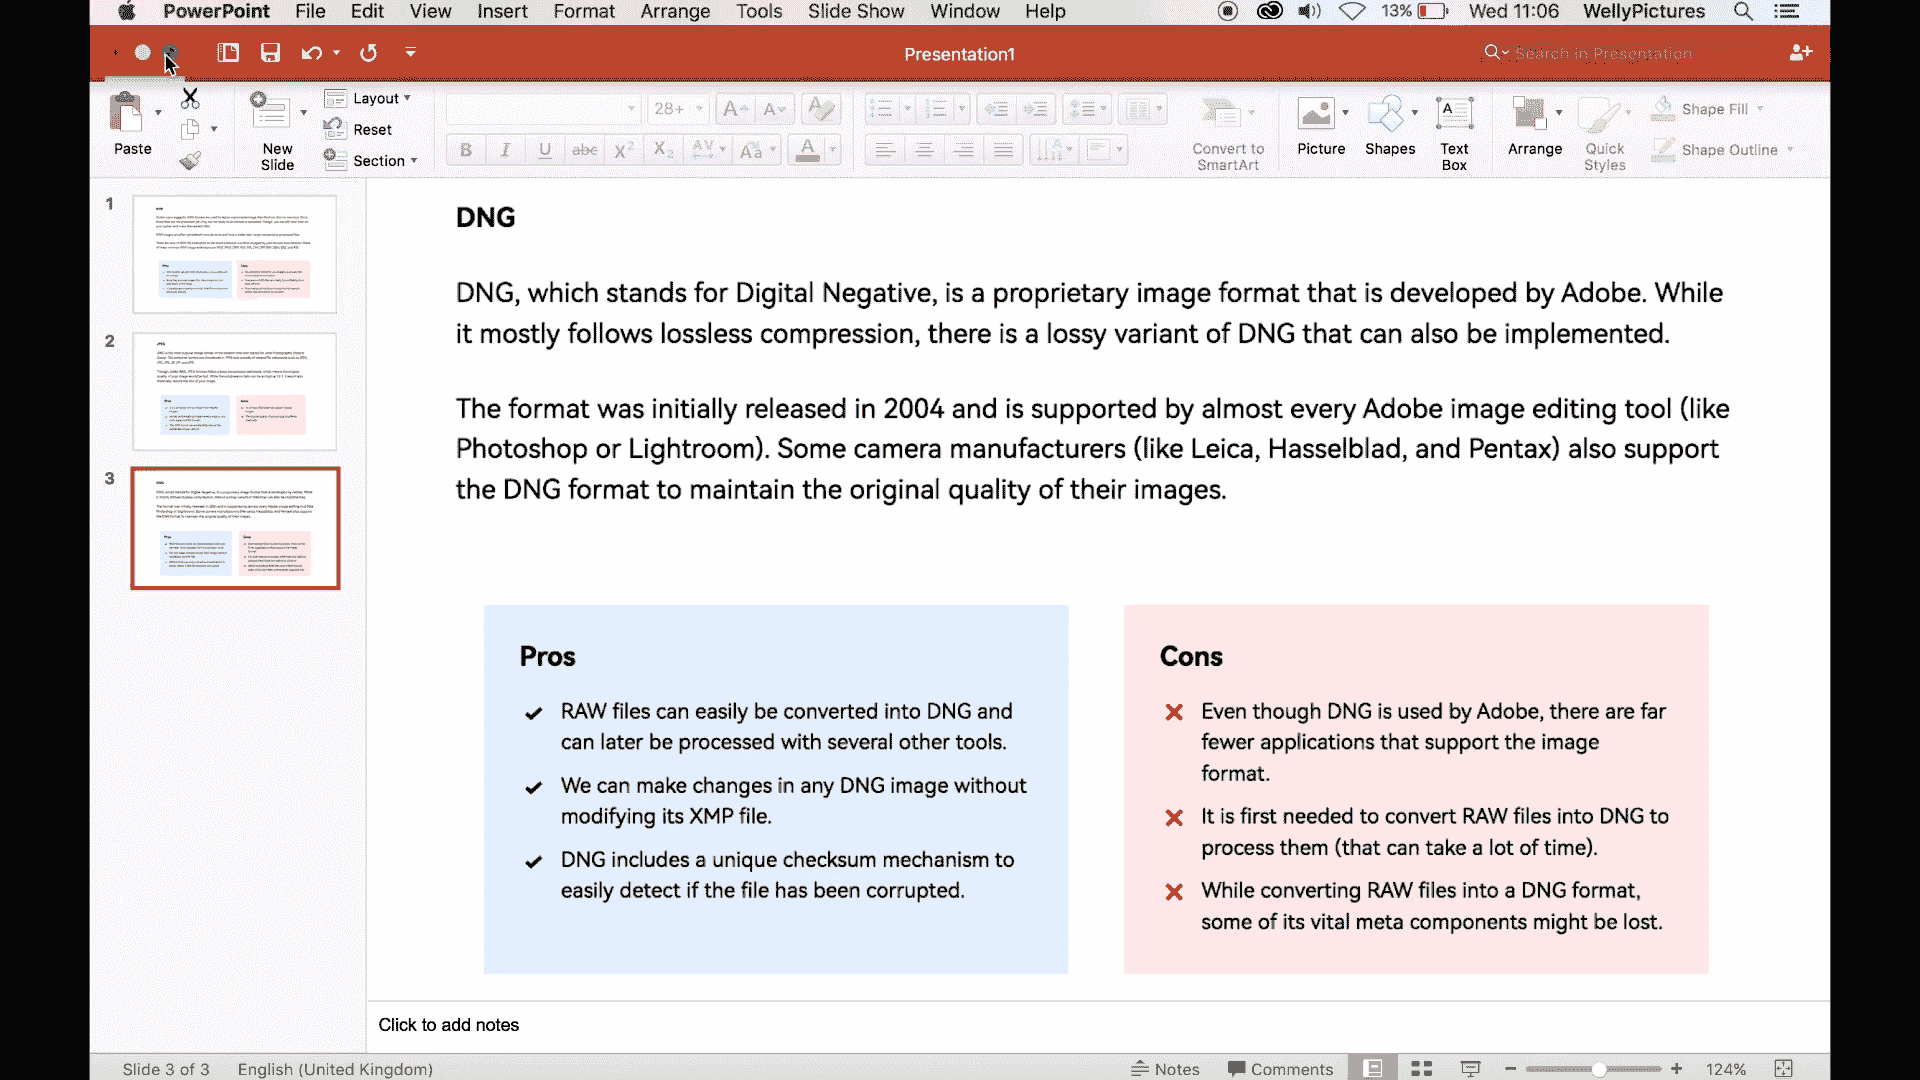 PowerPoint File Edit View Insert Format Arrange Tools Slide Show Window Help 13% Wed 11:06 WellyPictures
Presentation1
Search in Presentation
Paste
New Slide
Layout
Reset
Section
28+
Convert to SmartArt
Picture
Shapes
Text Box
Arrange
Quick Styles
Shape Fill
Shape Outline
1
2
3
DNG
DNG, which stands for Digital Negative, is a proprietary image format that is developed by Adobe. While
it mostly follows lossless compression, there is a lossy variant of DNG that can also be implemented.
The format was initially released in 2004 and is supported by almost every Adobe image editing tool (like
Photoshop or Lightroom). Some camera manufacturers (like Leica, Hasselblad, and Pentax) also support
the DNG format to maintain the original quality of their images.
Pros
RAW files can easily be converted into DNG and
can later be processed with several other tools.
We can make changes in any DNG image without
modifying its XMP file.
DNG includes a unique checksum mechanism to
easily detect if the file has been corrupted.
Cons
Even though DNG is used by Adobe, there are far
fewer applications that support the image
format.
It is first needed to convert RAW files into DNG to
process them (that can take a lot of time).
While converting RAW files into a DNG format,
some of its vital meta components might be lost.
Click to add notes
Slide 3 of 3 English (United Kingdom) Notes Comments 124%